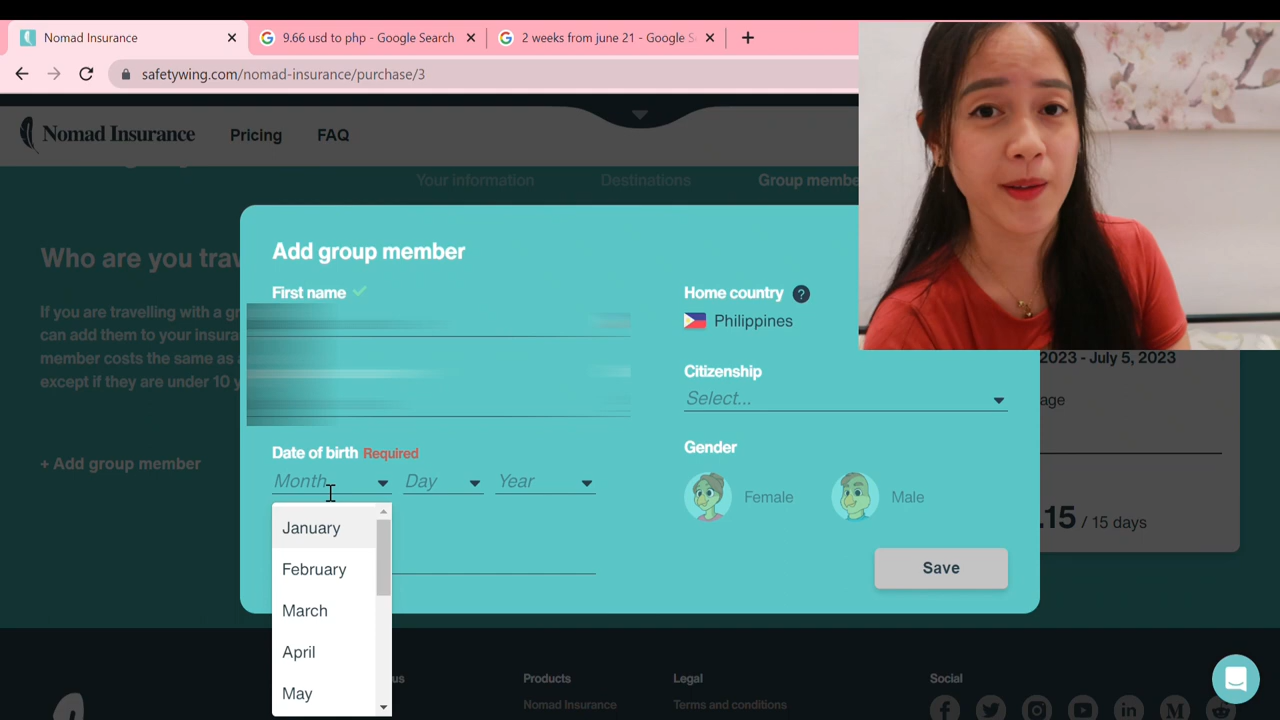 Nomad Insurance
9.66 usd to php - Google Search
2 weeks from june 21 - Google S
safetywing.com/nomad-insurance/purchase/3
Nomad Insurance
Pricing
FAQ
Your information
Destinations
Group membe
Who are you trav
If you are travelling with a gr
can add them to your insura
member costs the same as
except if they are under 10 y
+ Add group member
Add group member
First name
Home country ?
Philippines
Citizenship
Select...
Date of birth Required
Month
Day
Year
January
February
March
April
May
Gender
Female
Male
Save
2023 - July 5, 2023
age
.15 / 15 days
us
Products
Nomad Insurance
Legal
Terms and conditions
Social